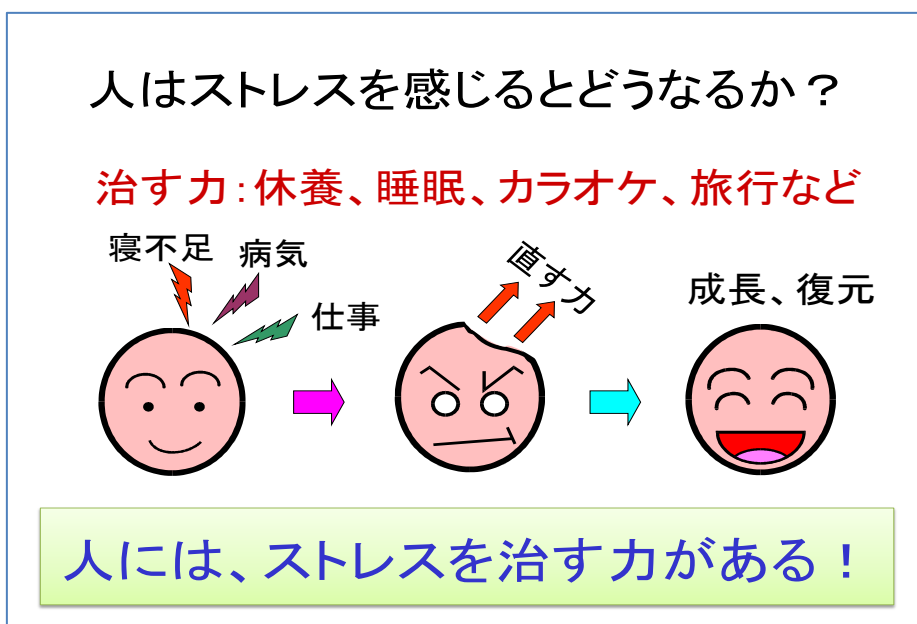 人はストレスを感じるとどうなるか？
治す力：休養、睡眠、カラオケ、旅行など
寝不足
病気
仕事
直す力
成長、復元
人には、ストレスを治す力がある！